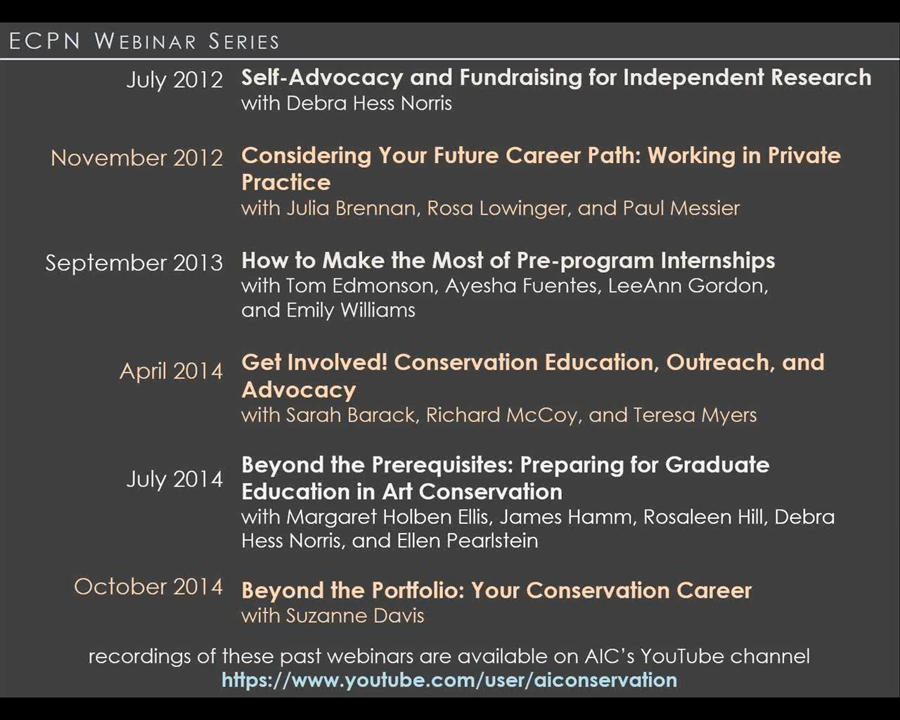 ECPN WEBINAR SERIES
July 2012 Self-Advocacy and Fundraising for Independent Research
with Debra Hess Norris
November 2012 Considering Your Future Career Path: Working in Private
Practice
with Julia Brennan, Rosa Lowinger, and Paul Messier
September 2013 How to Make the Most of Pre-program Internships
with Tom Edmonson, Ayesha Fuentes, LeeAnn Gordon,
and Emily Williams
April 2014 Get Involved! Conservation Education, Outreach, and
Advocacy
with Sarah Barack, Richard McCoy, and Teresa Myers
July 2014 Beyond the Prerequisites: Preparing for Graduate
Education in Art Conservation
with Margaret Holben Ellis, James Hamm, Rosaleen Hill, Debra
Hess Norris, and Ellen Pearlstein
October 2014 Beyond the Portfolio: Your Conservation Career
with Suzanne Davis
recordings of these past webinars are available on AIC's YouTube channel
https://www.youtube.com/user/aiconservation